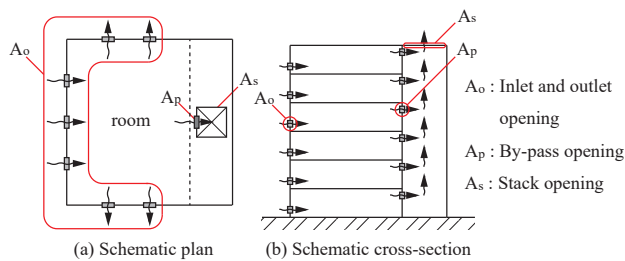 Ao
Ap
As
room
(a) Schematic plan
As
Ap
Ao
(b) Schematic cross-section
Ao : Inlet and outlet
opening
Ap : By-pass opening
As : Stack opening